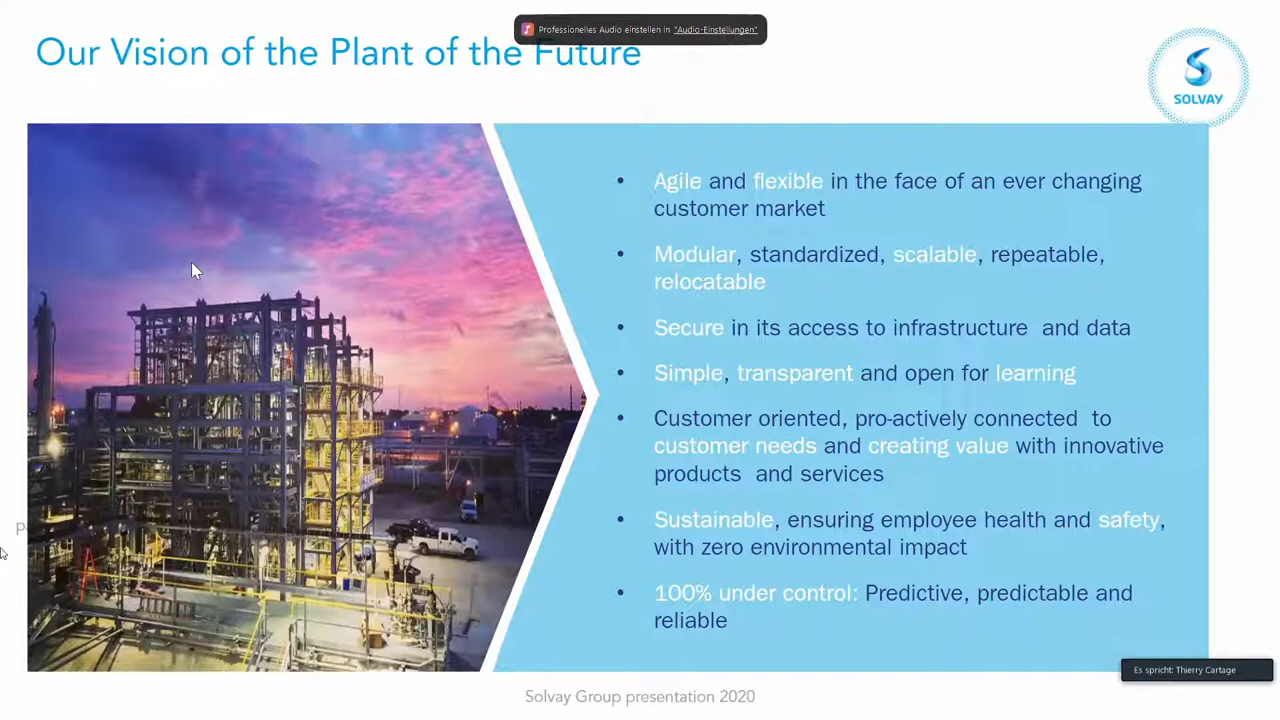 Professionelles Audio einstellen in "Audio-Einstellungen"
Our Vision of the Plant of the Future
SOLVAY
• Agile and flexible in the face of an ever changing
customer market
• Modular, standardized, scalable, repeatable,
relocatable
• Secure in its access to infrastructure and data
• Simple, transparent and open for learning
• Customer oriented, pro-actively connected to
customer needs and creating value with innovative
products and services
• Sustainable, ensuring employee health and safety,
with zero environmental impact
• 100% under control: Predictive, predictable and
reliable
Es spricht: Thierry Cartage
Solvay Group presentation 2020